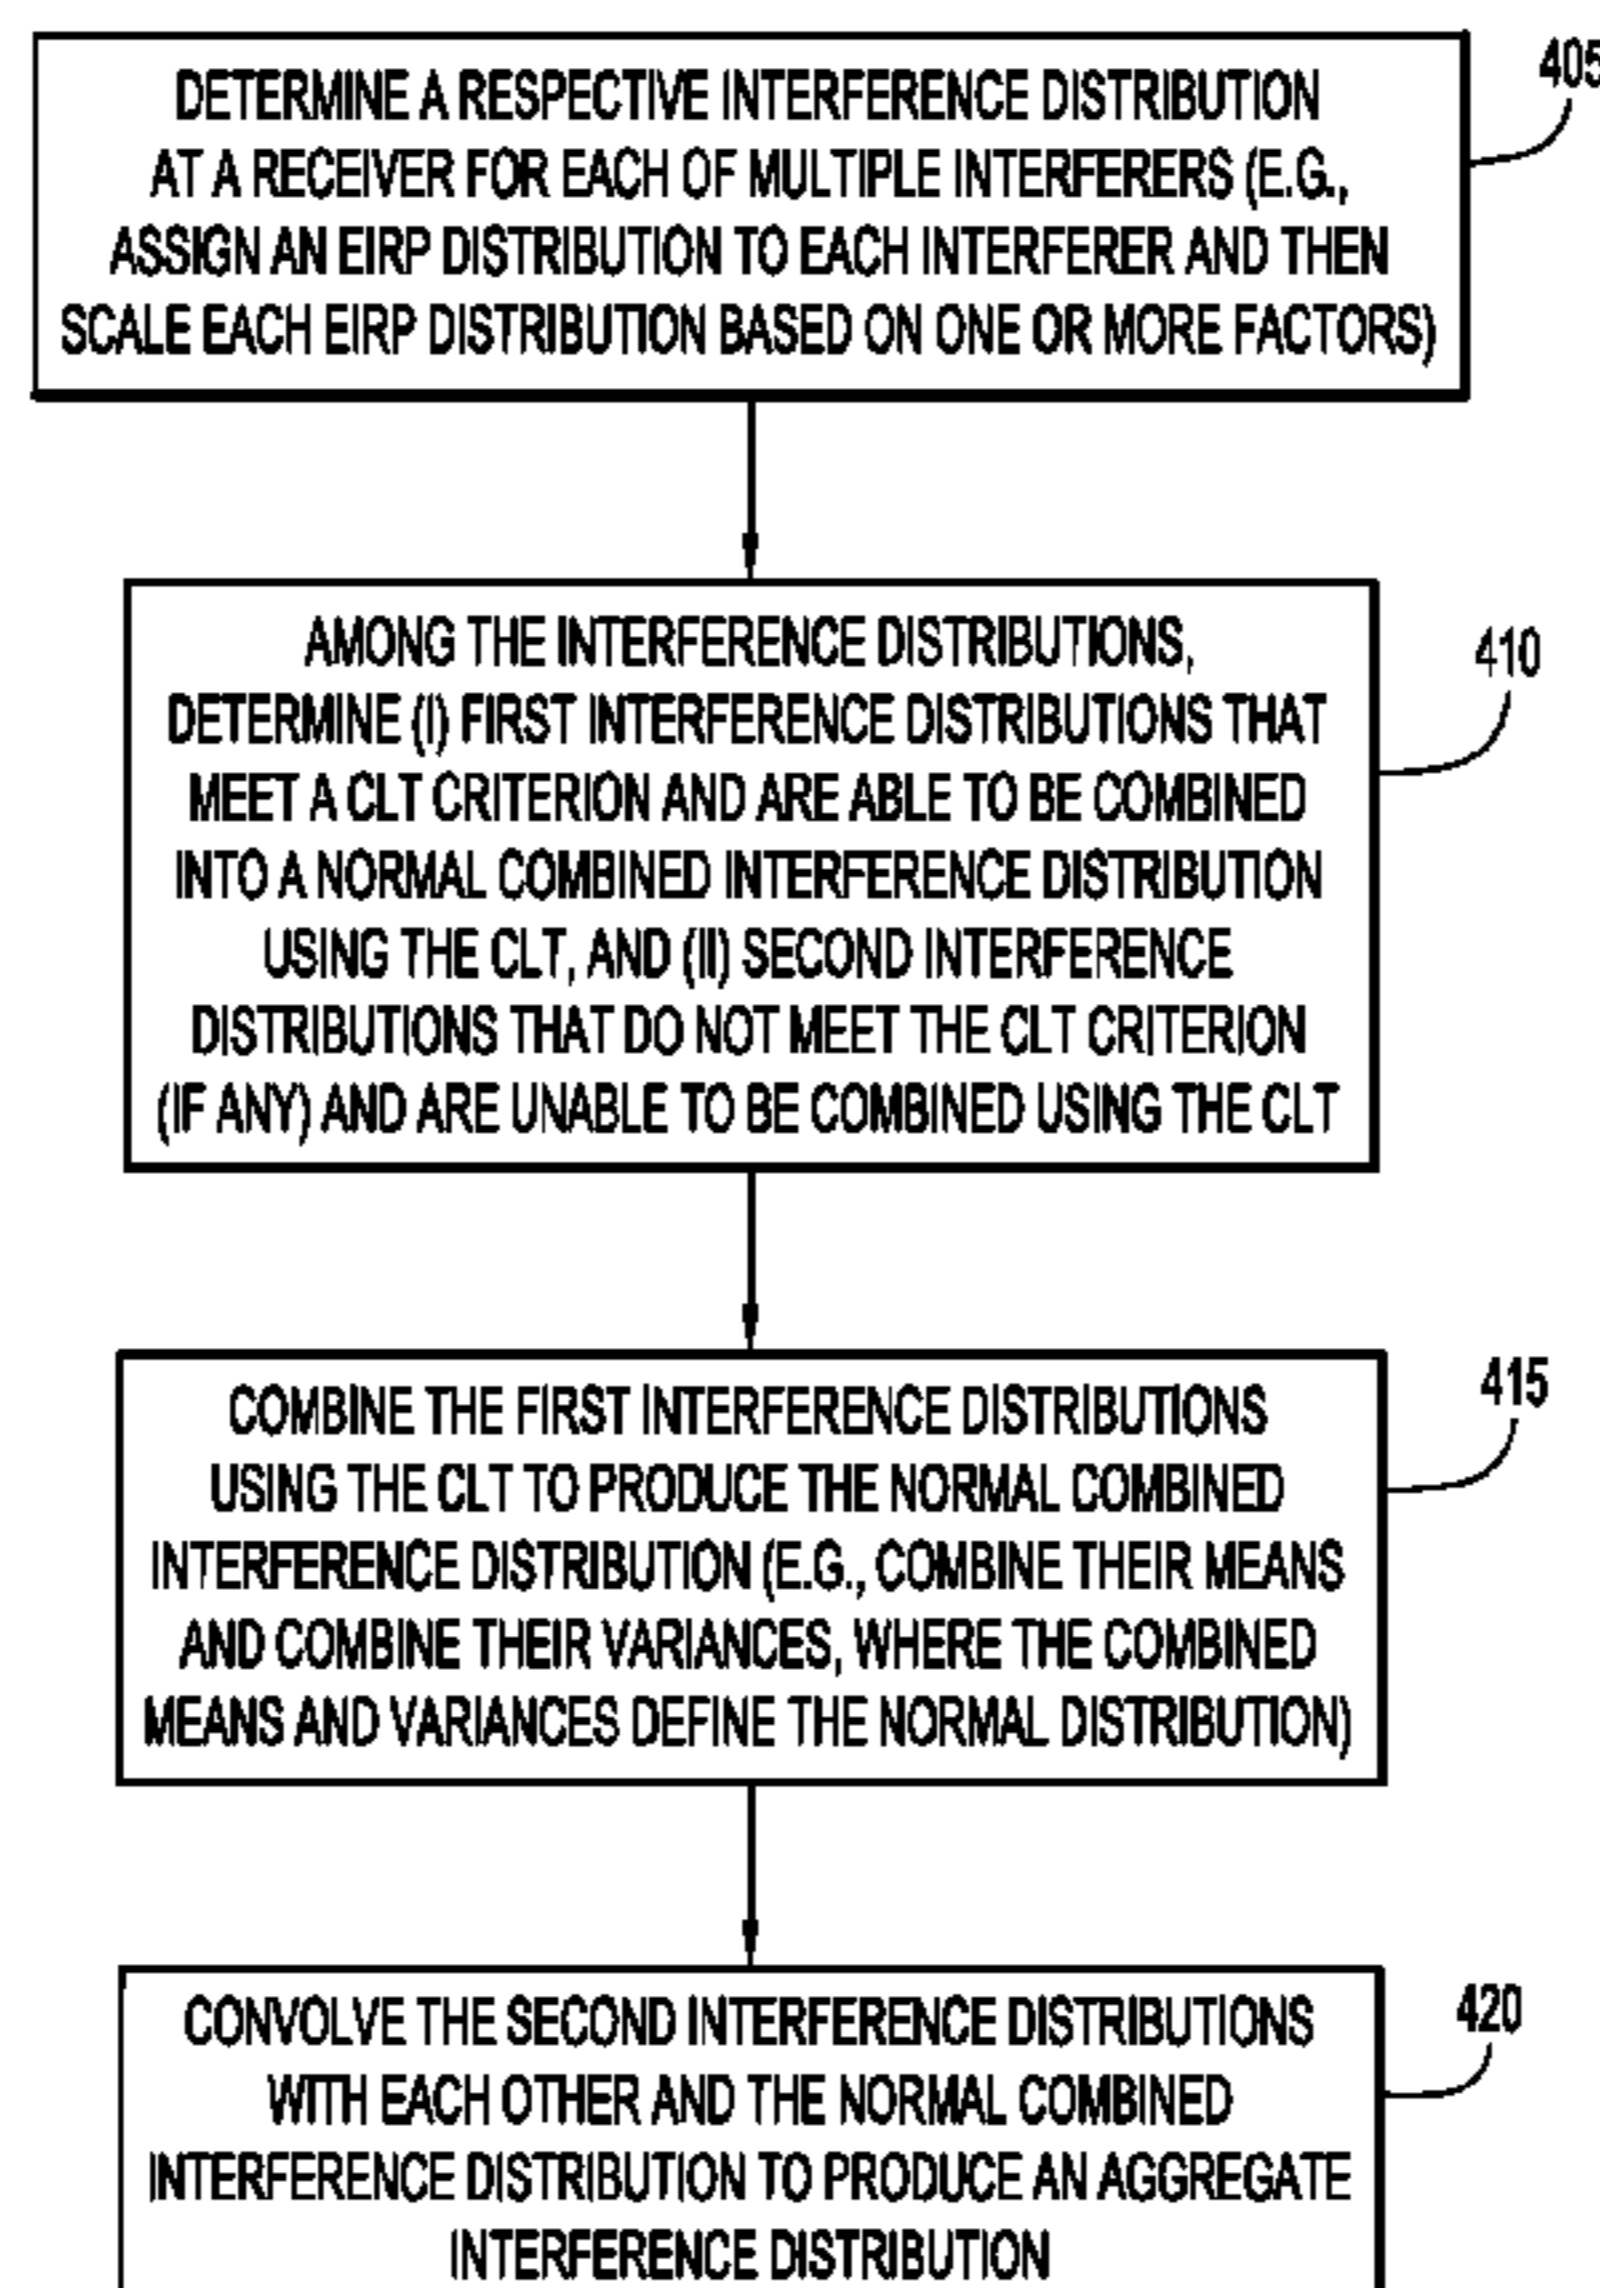 405
DETERMINE A RESPECTIVE INTERFERENCE DISTRIBUTION
AT A RECEIVER FOR EACH OF MULTIPLE INTERFERERS (E.G.,
ASSIGN AN EIRP DISTRIBUTION TO EACH INTERFERER AND THEN
SCALE EACH EIRP DISTRIBUTION BASED ON ONE OR MORE FACTORS)
410
AMONG THE INTERFERENCE DISTRIBUTIONS,
DETERMINE (I) FIRST INTERFERENCE DISTRIBUTIONS THAT
MEET A CLT CRITERION AND ARE ABLE TO BE COMBINED
INTO A NORMAL COMBINED INTERFERENCE DISTRIBUTION
USING THE CLT, AND (II) SECOND INTERFERENCE
DISTRIBUTIONS THAT DO NOT MEET THE CLT CRITERION
(IF ANY) AND ARE UNABLE TO BE COMBINED USING THE CLT
415
COMBINE THE FIRST INTERFERENCE DISTRIBUTIONS
USING THE CLT TO PRODUCE THE NORMAL COMBINED
INTERFERENCE DISTRIBUTION (E.G., COMBINE THEIR MEANS
AND COMBINE THEIR VARIANCES, WHERE THE COMBINED
MEANS AND VARIANCES DEFINE THE NORMAL DISTRIBUTION)
420
CONVOLVE THE SECOND INTERFERENCE DISTRIBUTIONS
WITH EACH OTHER AND THE NORMAL COMBINED
INTERFERENCE DISTRIBUTION TO PRODUCE AN AGGREGATE
INTERFERENCE DISTRIBUTION